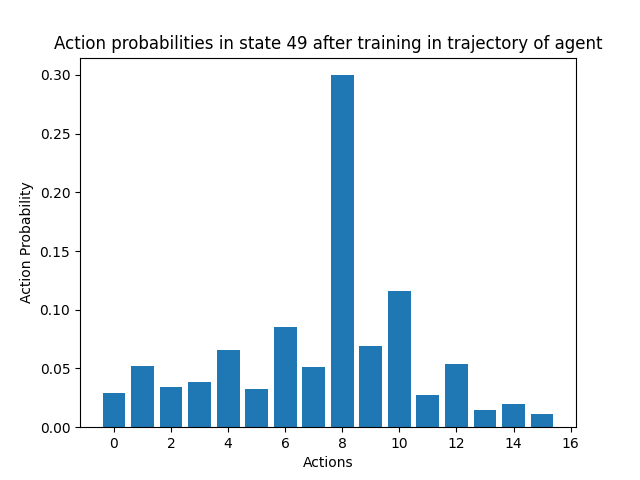 Action probabilities in state 49 after training in trajectory of agent
0.30
0.25
0.20
0.15
0.10
0.05
0.00
Action Probability
0 2 4 6 8 10 12 14 16
Actions